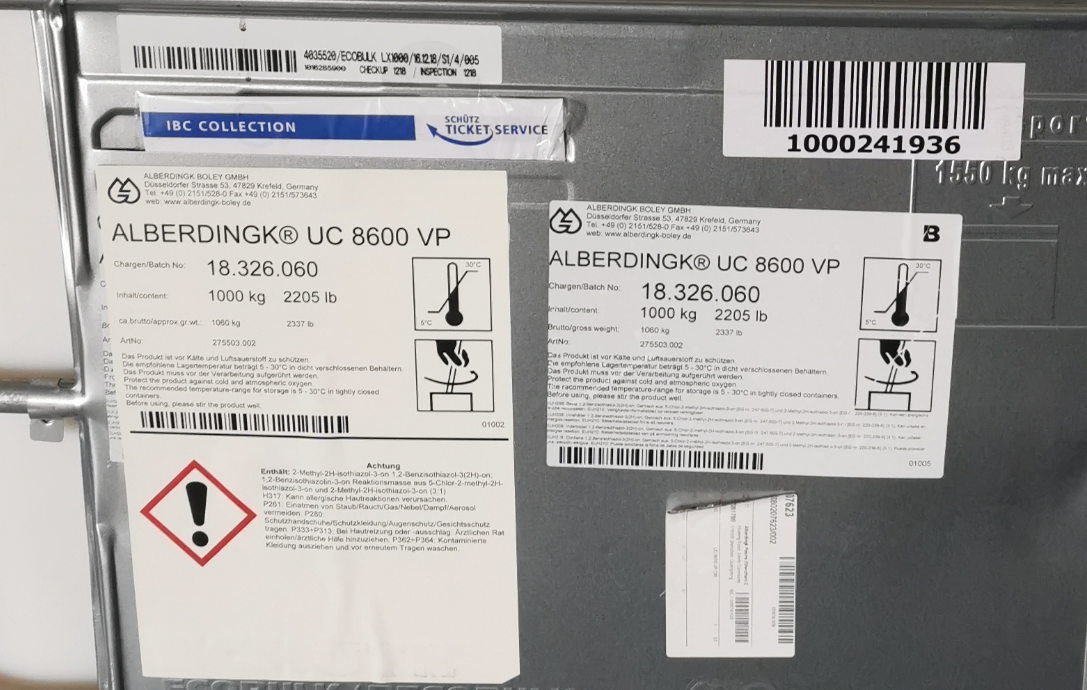 4035520/ECOBULK LX1000/16.12.18/S1/4/005
CHECKUP 1218 / INSPECTION 1218
IBC COLLECTION
SCHÜTZ
TICKET SERVICE
1000241936
1550 kg max
ALBERDINGK BOLEY GMBH
Düsseldorfer Strasse 53, 47829 Krefeld, Germany
Tel. +49 (0) 2151/528-0 Fax +49 (0) 2151/573643
web: www.alberdingk-boley.de
ALBERDINGK® UC 8600 VP
Chargen/Batch No: 18.326.060
Inhalt/content: 1000 kg 2205 lb
ca.brutto/approx.gr.wt.: 1060 kg 2337 lb
ArtNo: 275503.002
30°C
5°C
Das Produkt ist vor Kälte und Luftsauerstoff zu schützen.
Die empfohlene Lagertemperatur beträgt 5 - 30°C in dicht verschlossenen Behältern.
Das Produkt muss vor der Verarbeitung aufgerührt werden.
Protect the product against cold and atmospheric oxygen.
The recommended temperature-range for storage is 5 - 30°C in tightly closed
containers.
Before using, please stir the product well.
01002
Achtung
Enthält: 2-Methyl-2H-isothiazol-3-on 1,2-Benzisothiazol-3(2H)-on;
1,2-Benzisothiazolin-3-on Reaktionsmasse aus 5-Chlor-2-methyl-2H-
isothiazol-3-on und 2-Methyl-2H-isothiazol-3-on (3:1)
H317: Kann allergische Hautreaktionen verursachen.
P261: Einatmen von Staub/Rauch/Gas/Nebel/Dampf/Aerosol
vermeiden. P280:
Schutzhandschuhe/Schutzkleidung/Augenschutz/Gesichtsschutz
tragen. P333+P313: Bei Hautreizung oder -ausschlag: Ärztlichen Rat
einholen/ärztliche Hilfe hinzuziehen. P362+P364: Kontaminierte
Kleidung ausziehen und vor erneutem Tragen waschen.
ALBERDINGK BOLEY GMBH
Düsseldorfer Strasse 53, 47829 Krefeld, Germany
Tel. +49 (0) 2151/528-0 Fax +49 (0) 2151/573643
web: www.alberdingk-boley.de
B
ALBERDINGK® UC 8600 VP
Chargen/Batch No: 18.326.060
Inhalt/content: 1000 kg 2205 lb
Brutto/gross weight: 1060 kg 2337 lb
ArtNo: 275503.002
30°C
5°C
Das Produkt ist vor Kälte und Luftsauerstoff zu schützen.
Die empfohlene Lagertemperatur beträgt 5 - 30°C in dicht verschlossenen Behältern.
Das Produkt muss vor der Verarbeitung aufgerührt werden.
Protect the product against cold and atmospheric oxygen.
The recommended temperature-range for storage is 5 - 30°C in tightly closed containers.
Before using, please stir the product well.
01005